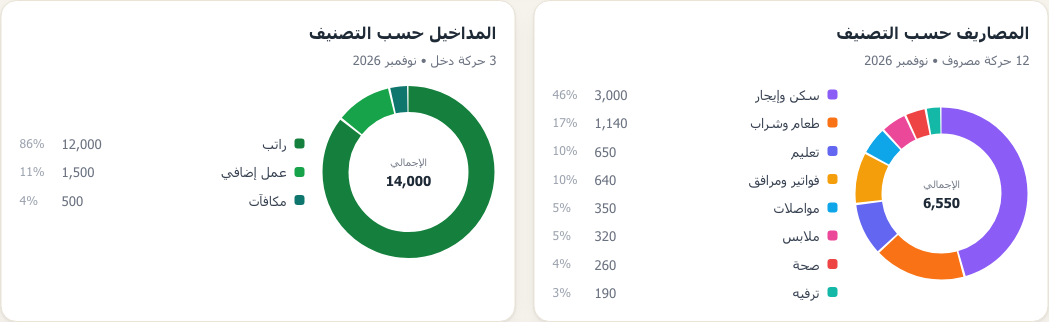 المصاريف حسب التصنيف
12 حركة مصروف • نوفمبر 2026
سكن وإيجار 3,000 46%
طعام وشراب 1,140 17%
تعليم 650 10%
فواتير ومرافق 640 10%
مواصلات 350 5%
ملابس 320 5%
صحة 260 4%
ترفيه 190 3%
الإجمالي
6,550
المداخيل حسب التصنيف
3 حركة دخل • نوفمبر 2026
راتب 12,000 86%
عمل إضافي 1,500 11%
مكافآت 500 4%
الإجمالي
14,000